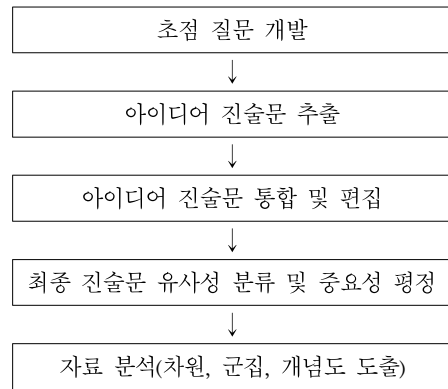 초점 질문 개발
아이디어 진술문 추출
아이디어 진술문 통합 및 편집
최종 진술문 유사성 분류 및 중요성 평정
자료 분석(차원, 군집, 개념도 도출)